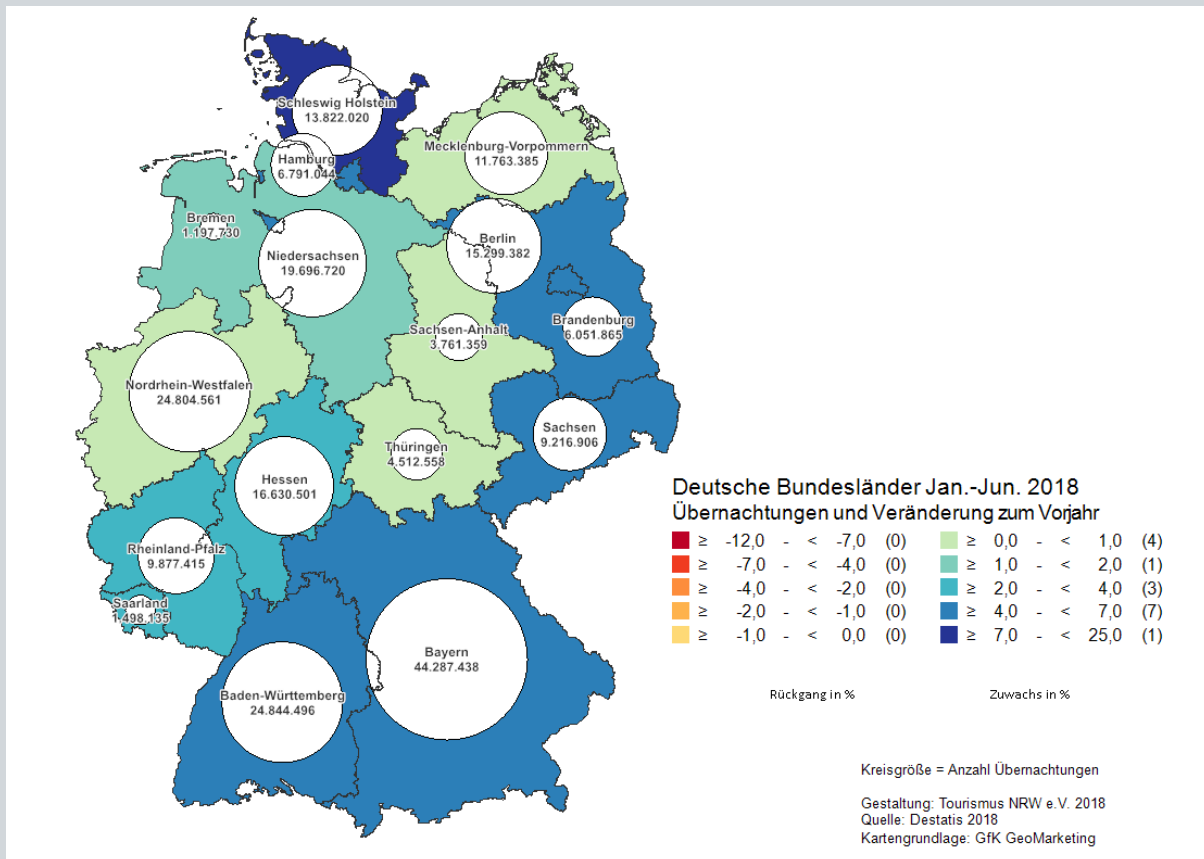 Schleswig Holstein
13.822.020
Mecklenburg-Vorpommern
11.763.385
Hamburg
6.791.044
Bremen
1.197.730
Berlin
15.299.382
Niedersachsen
19.696.720
Brandenburg
6.051.865
Sachsen-Anhalt
3.761.359
Nordrhein-Westfalen
24.804.561
Sachsen
9.216.906
Thüringen
4.512.558
Hessen
16.630.501
Rheinland-Pfalz
9.877.415
Saarland
1.498.135
Bayern
44.287.438
Baden-Württemberg
24.844.496
Deutsche Bundesländer Jan.-Jun. 2018
Übernachtungen und Veränderung zum Vorjahr
≥ -12,0 - < -7,0 (0)
≥ -7,0 - < -4,0 (0)
≥ -4,0 - < -2,0 (0)
≥ -2,0 - < -1,0 (0)
≥ -1,0 - < 0,0 (0)
≥ 0,0 - < 1,0 (4)
≥ 1,0 - < 2,0 (1)
≥ 2,0 - < 4,0 (3)
≥ 4,0 - < 7,0 (7)
≥ 7,0 - < 25,0 (1)
Rückgang in %
Zuwachs in %
Kreisgröße = Anzahl Übernachtungen
Gestaltung: Tourismus NRW e.V. 2018
Quelle: Destatis 2018
Kartengrundlage: GfK GeoMarketing